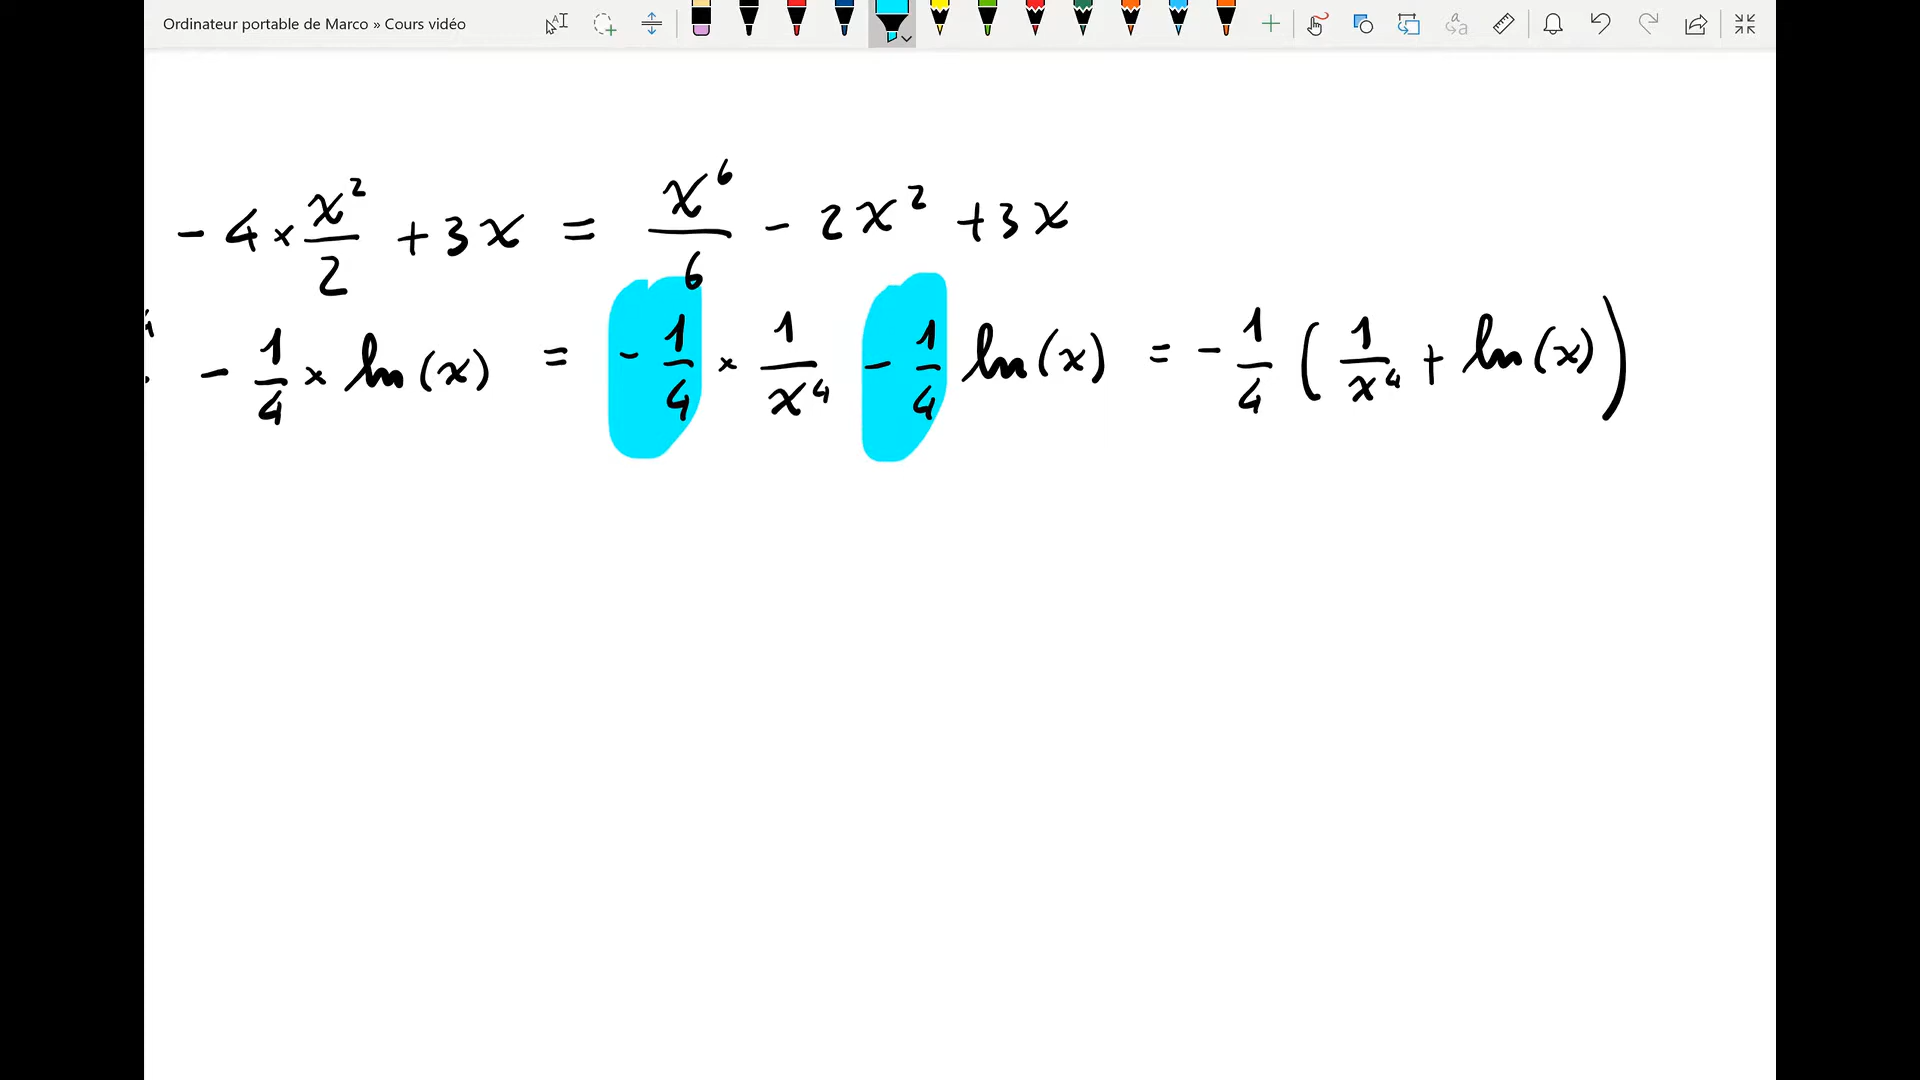 Ordinateur portable de Marco » Cours vidéo
- 4 × x²/2 + 3x = x⁶/6 - 2x² + 3x
- 1/4 × ln(x) = - 1/4 × 1/x⁴ - 1/4 ln(x) = - 1/4 ( 1/x⁴ + ln(x) )